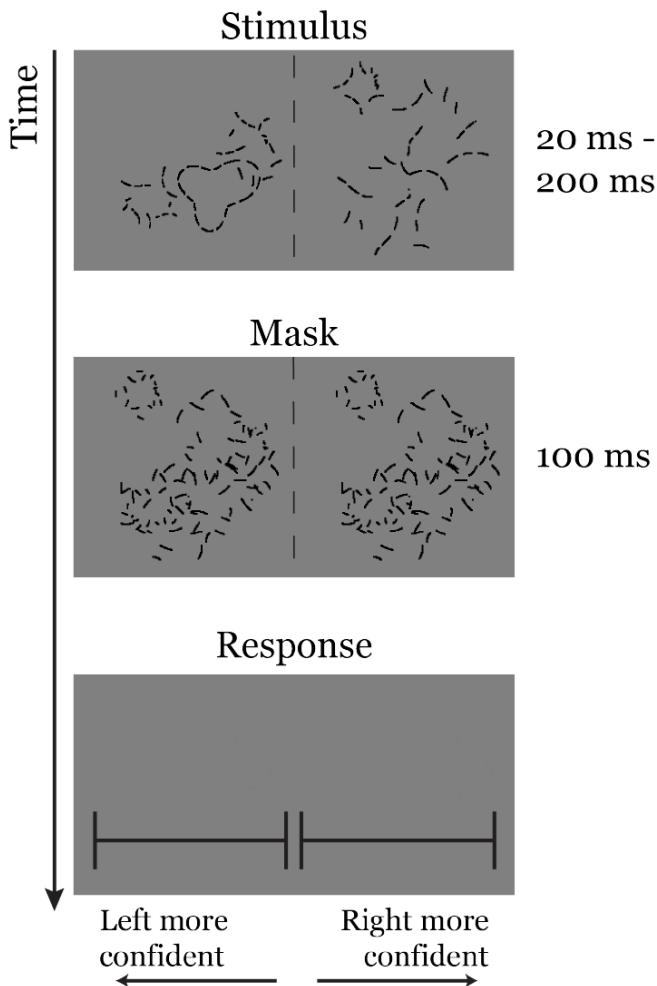 Stimulus
Time
20 ms -
200 ms
Mask
100 ms
Response
Left more
confident
Right more
confident